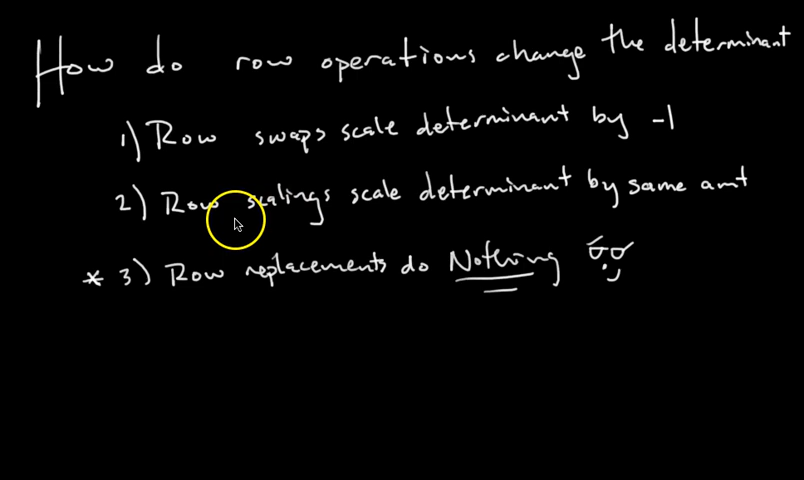 How do row operations change the determinant
1) Row swaps scale determinant by -1
2) Row scalings scale determinant by same amt
* 3) Row replacements do Nothing